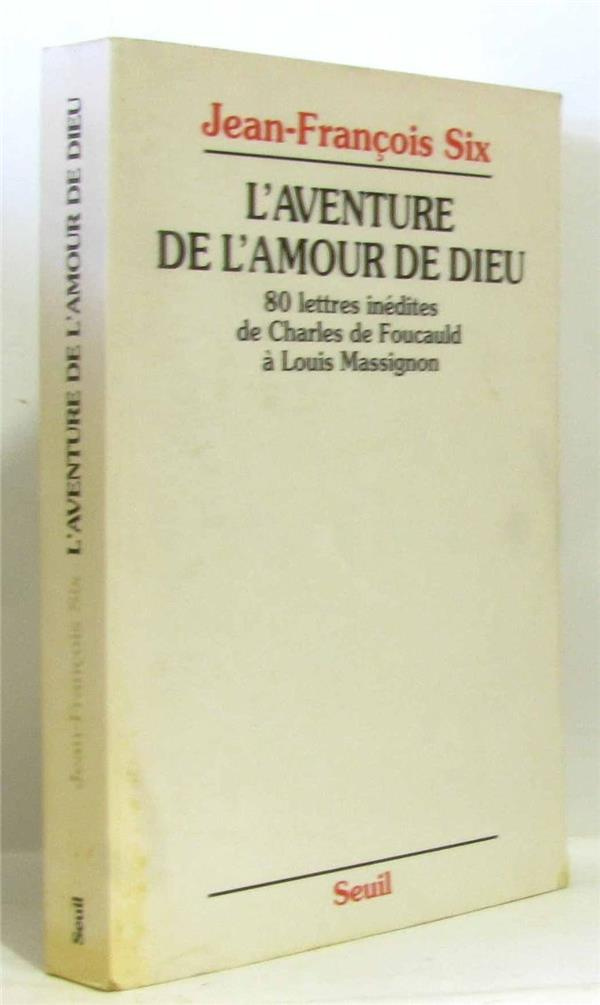 Jean-François Six
L'AVENTURE
DE L'AMOUR DE DIEU
80 lettres inédites
de Charles de Foucauld
à Louis Massignon
Seuil
Jean-François Six L'AVENTURE DE L'AMOUR DE DIEU
Seuil